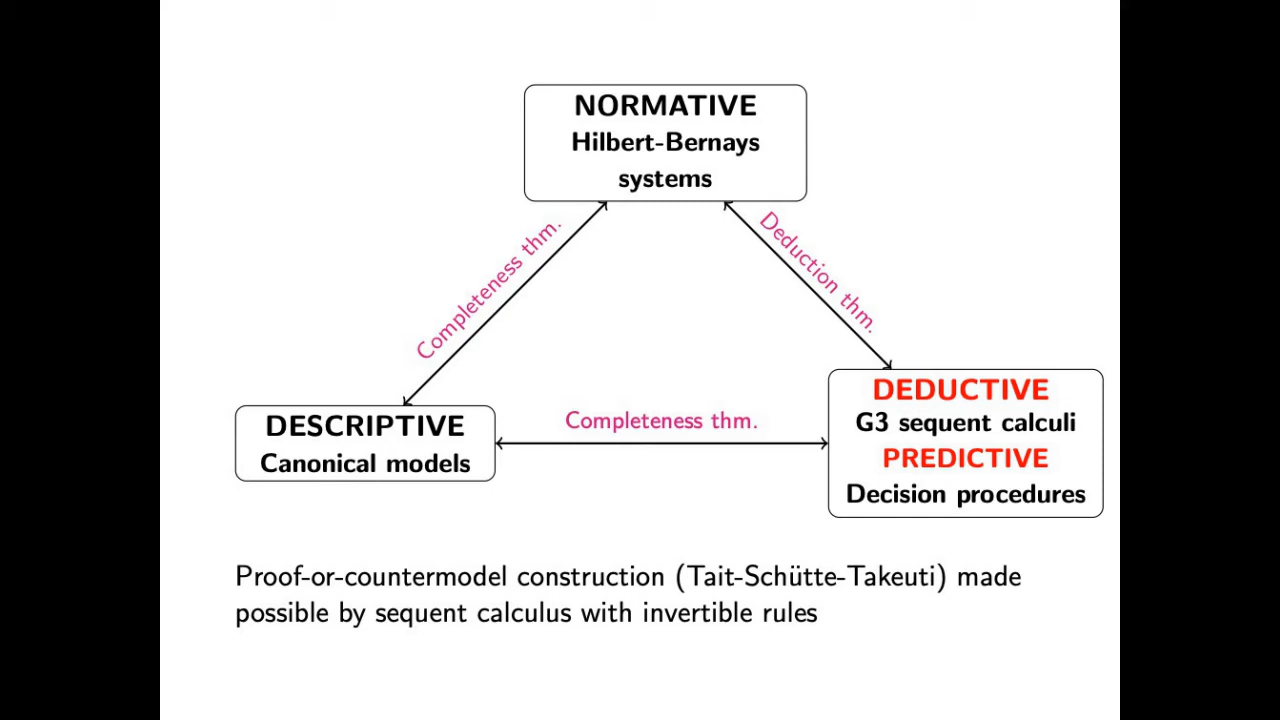 NORMATIVE
Hilbert-Bernays
systems
Completeness thm.
Deduction thm.
DESCRIPTIVE
Canonical models
Completeness thm.
DEDUCTIVE
G3 sequent calculi
PREDICTIVE
Decision procedures
Proof-or-countermodel construction (Tait-Schütte-Takeuti) made
possible by sequent calculus with invertible rules